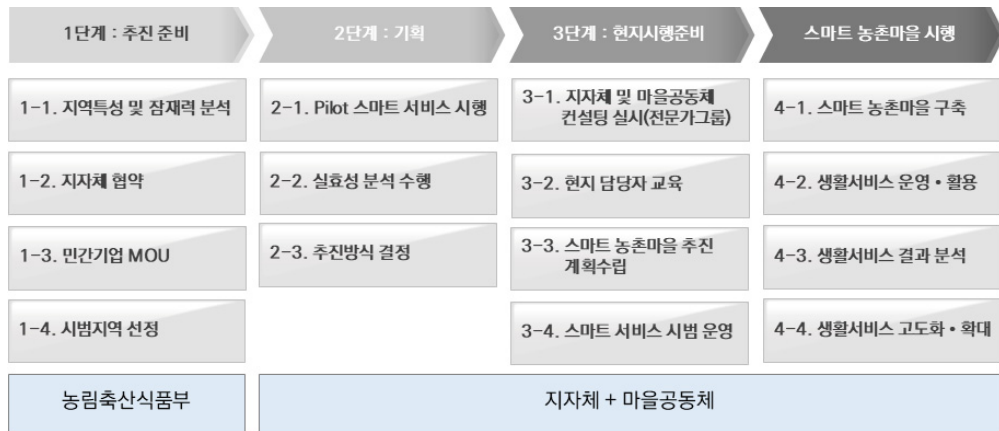 1단계 : 추진 준비
2단계 : 기획
3단계 : 현지시행준비
스마트 농촌마을 시행
1-1. 지역특성 및 잠재력 분석
1-2. 지자체 협약
1-3. 민간기업 MOU
1-4. 시범지역 선정
2-1. Pilot 스마트 서비스 시행
2-2. 실효성 분석 수행
2-3. 추진방식 결정
3-1. 지자체 및 마을공동체
컨설팅 실시(전문가그룹)
3-2. 현지 담당자 교육
3-3. 스마트 농촌마을 추진
계획수립
3-4. 스마트 서비스 시범 운영
4-1. 스마트 농촌마을 구축
4-2. 생활서비스 운영 • 활용
4-3. 생활서비스 결과 분석
4-4. 생활서비스 고도화 • 확대
농림축산식품부
지자체 + 마을공동체